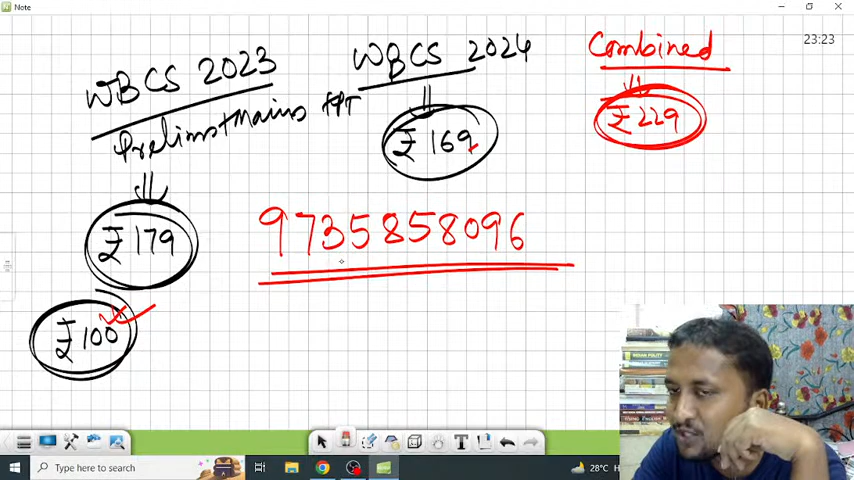 Note
23:23
WBCS 2023
WBCS 2024
Combined
Prelims+Mains PPT
₹ 169
₹ 229
₹ 179
9735858096
₹ 100
Type here to search
28°C